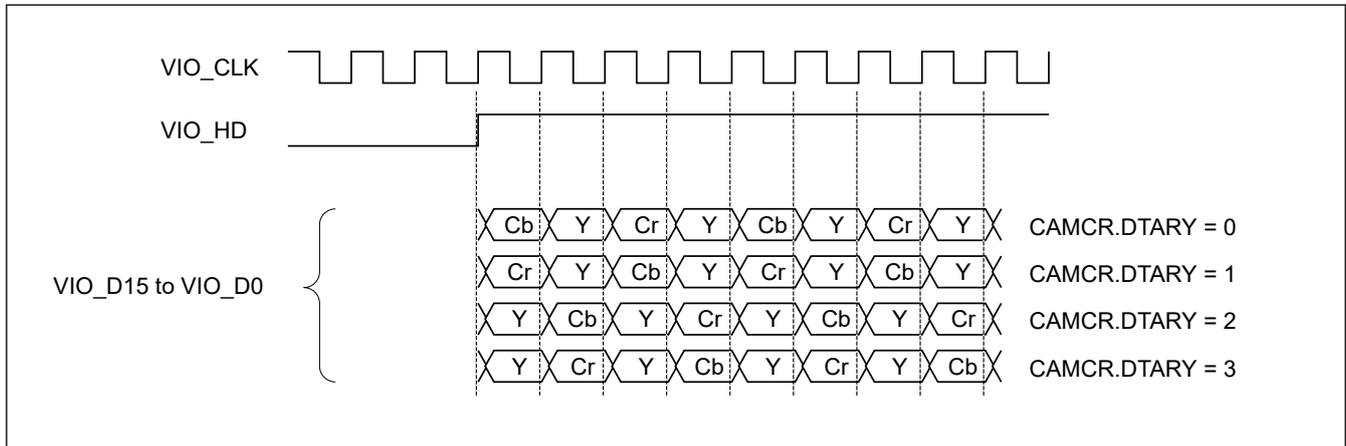 VIO_CLK
VIO_HD
Cb Y Cr Y Cb Y Cr Y CAMCR.DTARY = 0
Cr Y Cb Y Cr Y Cb Y CAMCR.DTARY = 1
VIO_D15 to VIO_D0
Y Cb Y Cr Y Cb Y Cr CAMCR.DTARY = 2
Y Cr Y Cb Y Cr Y Cb CAMCR.DTARY = 3